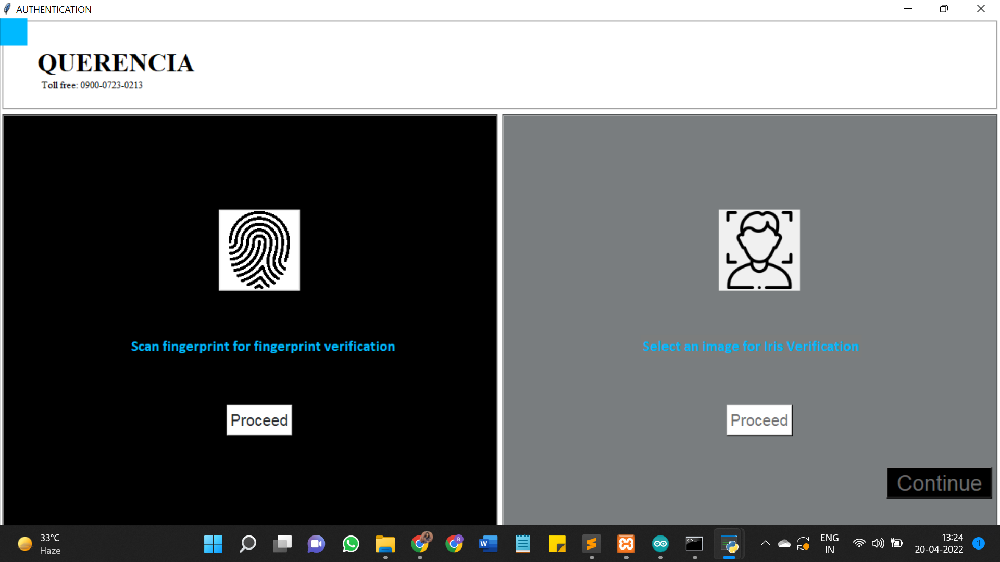 AUTHENTICATION
QUERENCIA
Toll free: 0900-0723-0213
Scan fingerprint for fingerprint verification
Select an image for Iris Verification
Proceed
Proceed
Continue
33°C
Haze
W
R
C:\
ENG
IN
13:24
20-04-2022
1